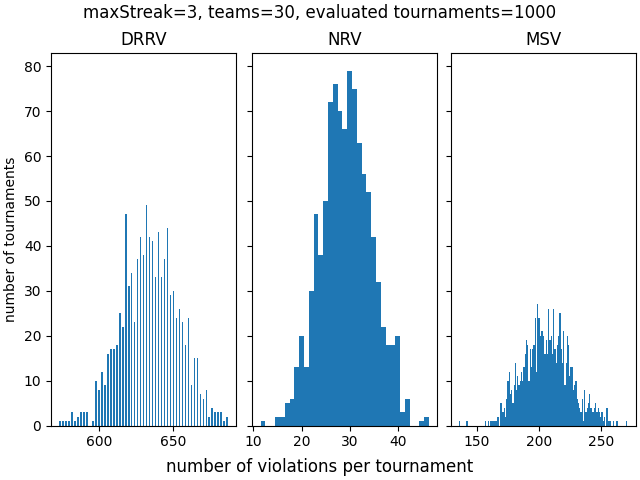 maxStreak=3, teams=30, evaluated tournaments=1000
DRRV NRV MSV
number of tournaments
80
70
60
50
40
30
20
10
0
600 650 10 20 30 40 150 200 250
number of violations per tournament